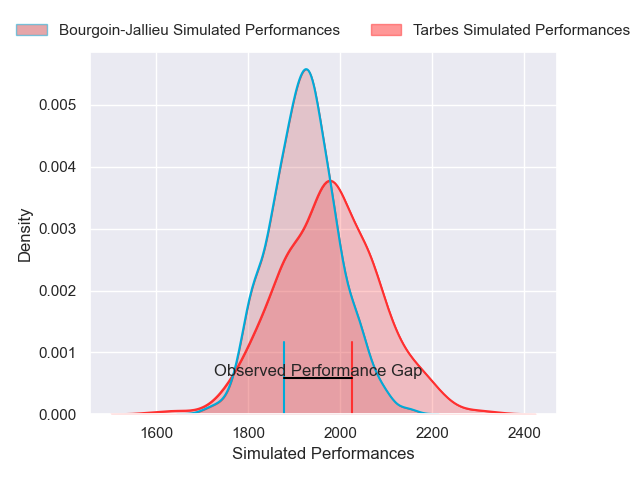 Bourgoin-Jallieu Simulated Performances Tarbes Simulated Performances
0.005
0.004
0.003
0.002
0.001
0.000
Density
Observed Performance Gap
1600 1800 2000 2200 2400
Simulated Performances